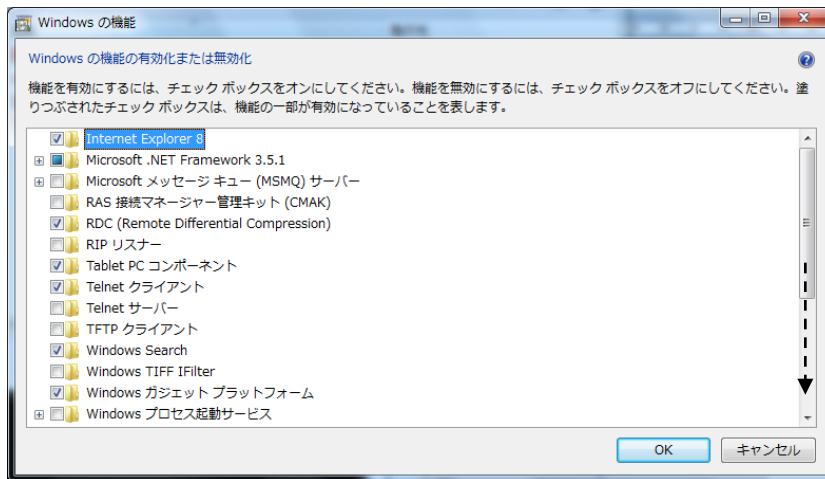 Windows の機能
Windows の機能の有効化または無効化
機能を有効にするには、チェック ボックスをオンにしてください。機能を無効にするには、チェック ボックスをオフにしてください。塗
りつぶされたチェック ボックスは、機能の一部が有効になっていることを表します。
Internet Explorer 8
Microsoft .NET Framework 3.5.1
Microsoft メッセージ キュー (MSMQ) サーバー
RAS 接続マネージャー管理キット (CMAK)
RDC (Remote Differential Compression)
RIP リスナー
Tablet PC コンポーネント
Telnet クライアント
Telnet サーバー
TFTP クライアント
Windows Search
Windows TIFF IFilter
Windows ガジェット プラットフォーム
Windows プロセス起動サービス
OK
キャンセル